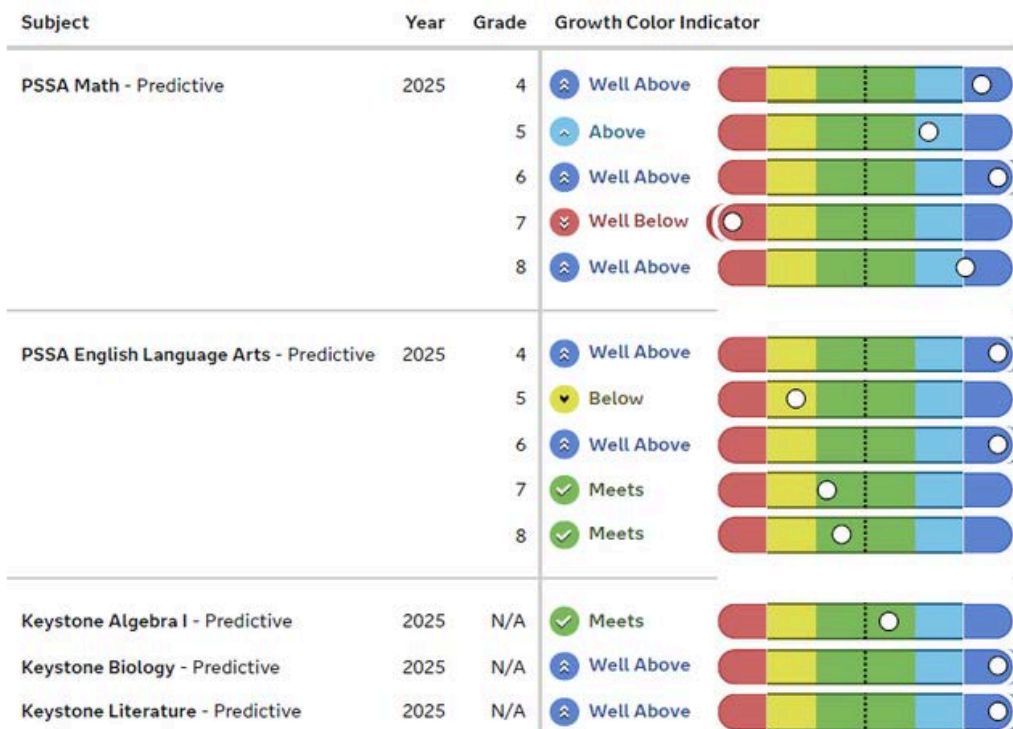 Subject Year Grade Growth Color Indicator
PSSA Math - Predictive 2025 4 Well Above
5 Above
6 Well Above
7 Well Below
8 Well Above
PSSA English Language Arts - Predictive 2025 4 Well Above
5 Below
6 Well Above
7 Meets
8 Meets
Keystone Algebra I - Predictive 2025 N/A Meets
Keystone Biology - Predictive 2025 N/A Well Above
Keystone Literature - Predictive 2025 N/A Well Above